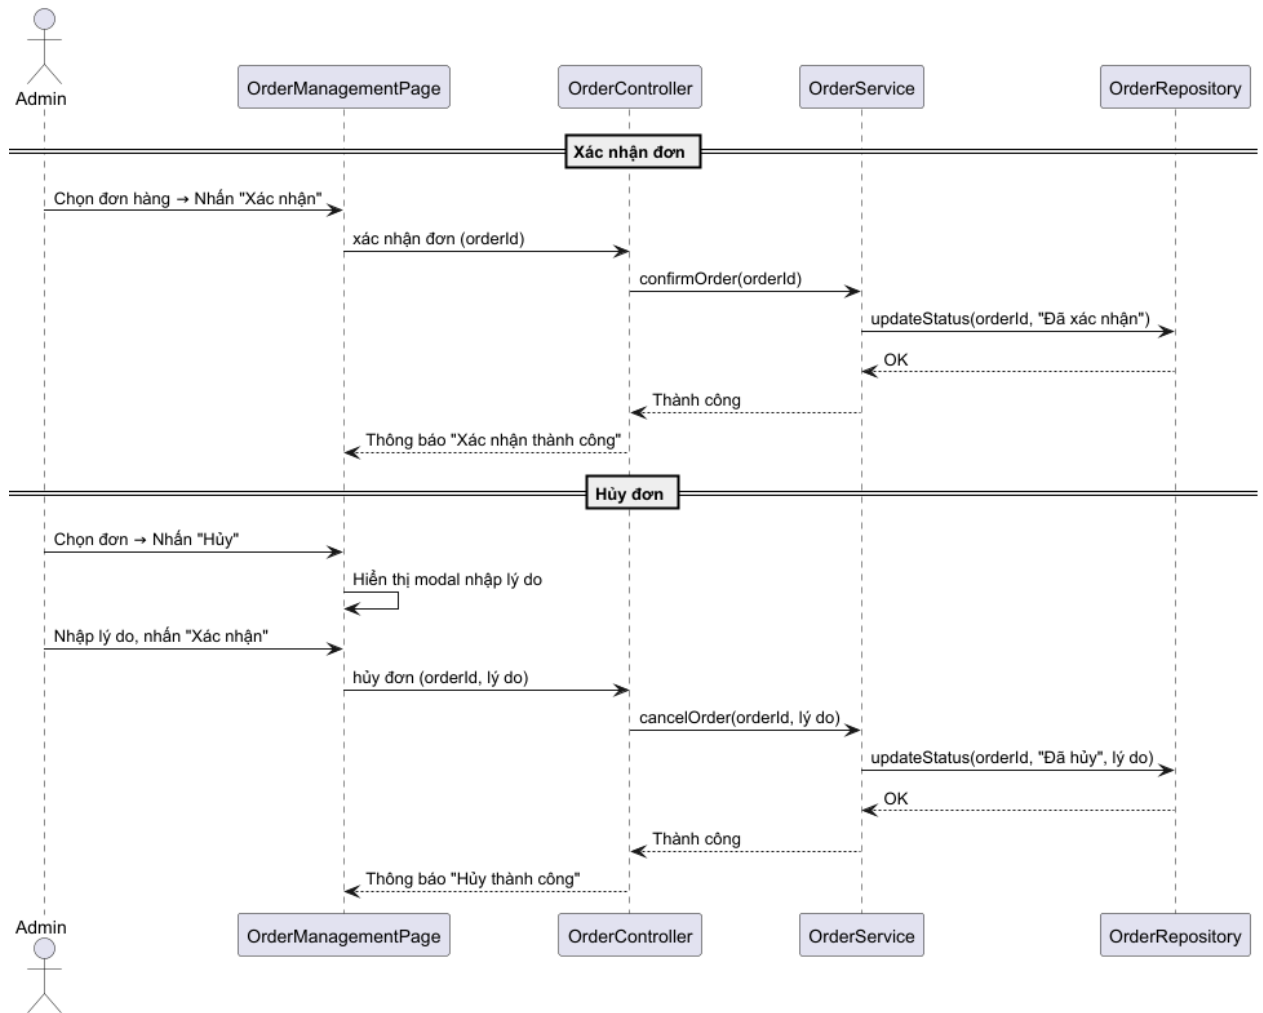 Admin
OrderManagementPage
OrderController
OrderService
OrderRepository
Xác nhận đơn
Chọn đơn hàng → Nhấn "Xác nhận"
xác nhận đơn (orderId)
confirmOrder(orderId)
updateStatus(orderId, "Đã xác nhận")
OK
Thành công
Thông báo "Xác nhận thành công"
Hủy đơn
Chọn đơn → Nhấn "Hủy"
Hiển thị modal nhập lý do
Nhập lý do, nhấn "Xác nhận"
hủy đơn (orderId, lý do)
cancelOrder(orderId, lý do)
updateStatus(orderId, "Đã hủy", lý do)
OK
Thành công
Thông báo "Hủy thành công"
Admin
OrderManagementPage
OrderController
OrderService
OrderRepository